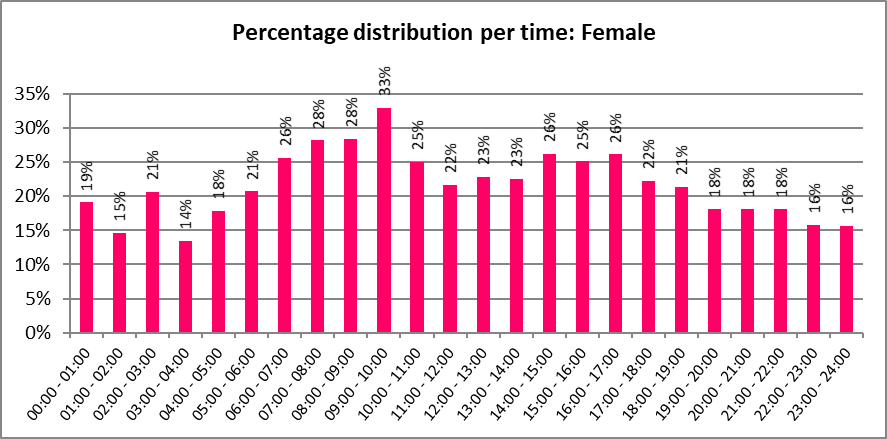 Percentage distribution per time: Female
35%
30%
25%
20%
15%
10%
5%
0%
19%
15%
21%
14%
18%
21%
26%
28%
28%
33%
25%
22%
23%
23%
26%
25%
26%
22%
21%
18%
18%
18%
16%
16%
00:00 - 01:00
01:00 - 02:00
02:00 - 03:00
03:00 - 04:00
04:00 - 05:00
05:00 - 06:00
06:00 - 07:00
07:00 - 08:00
08:00 - 09:00
09:00 - 10:00
10:00 - 11:00
11:00 - 12:00
12:00 - 13:00
13:00 - 14:00
14:00 - 15:00
15:00 - 16:00
16:00 - 17:00
17:00 - 18:00
18:00 - 19:00
19:00 - 20:00
20:00 - 21:00
21:00 - 22:00
22:00 - 23:00
23:00 - 24:00